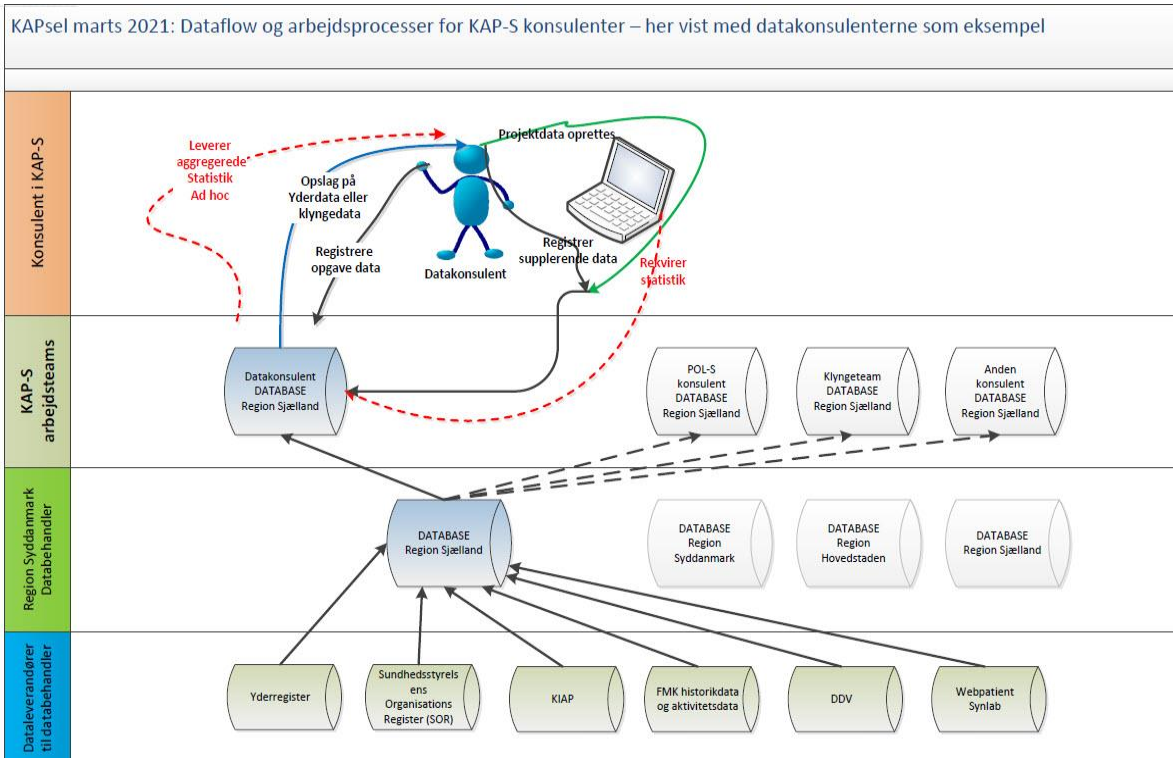 KAPsel marts 2021: Dataflow og arbejdsprocesser for KAP-S konsulenter – her vist med datakonsulenterne som eksempel
Konsulent i KAP-S
Leverer
aggregerede
Statistik
Ad hoc
Opslag på
Yderdata eller
klyngedata
Registrere
opgave data
Datakonsulent
Projektdata oprettes
Registrer
supplerende data
Rekvirer
statistik
KAP-S
arbejdsteams
Datakonsulent
DATABASE
Region Sjælland
POL-S
konsulent
DATABASE
Region Sjælland
Klyngeteam
DATABASE
Region Sjælland
Anden
konsulent
DATABASE
Region Sjælland
Region Syddanmark
Databehandler
DATABASE
Region Sjælland
DATABASE
Region
Syddanmark
DATABASE
Region
Hovedstaden
DATABASE
Region Sjælland
Dataleverandører
til databehandler
Yderregister
Sundhedsstyrels
ens
Organisations
Register (SOR)
KIAP
FMK historikdata
og aktivitetsdata
DDV
Webpatient
Synlab